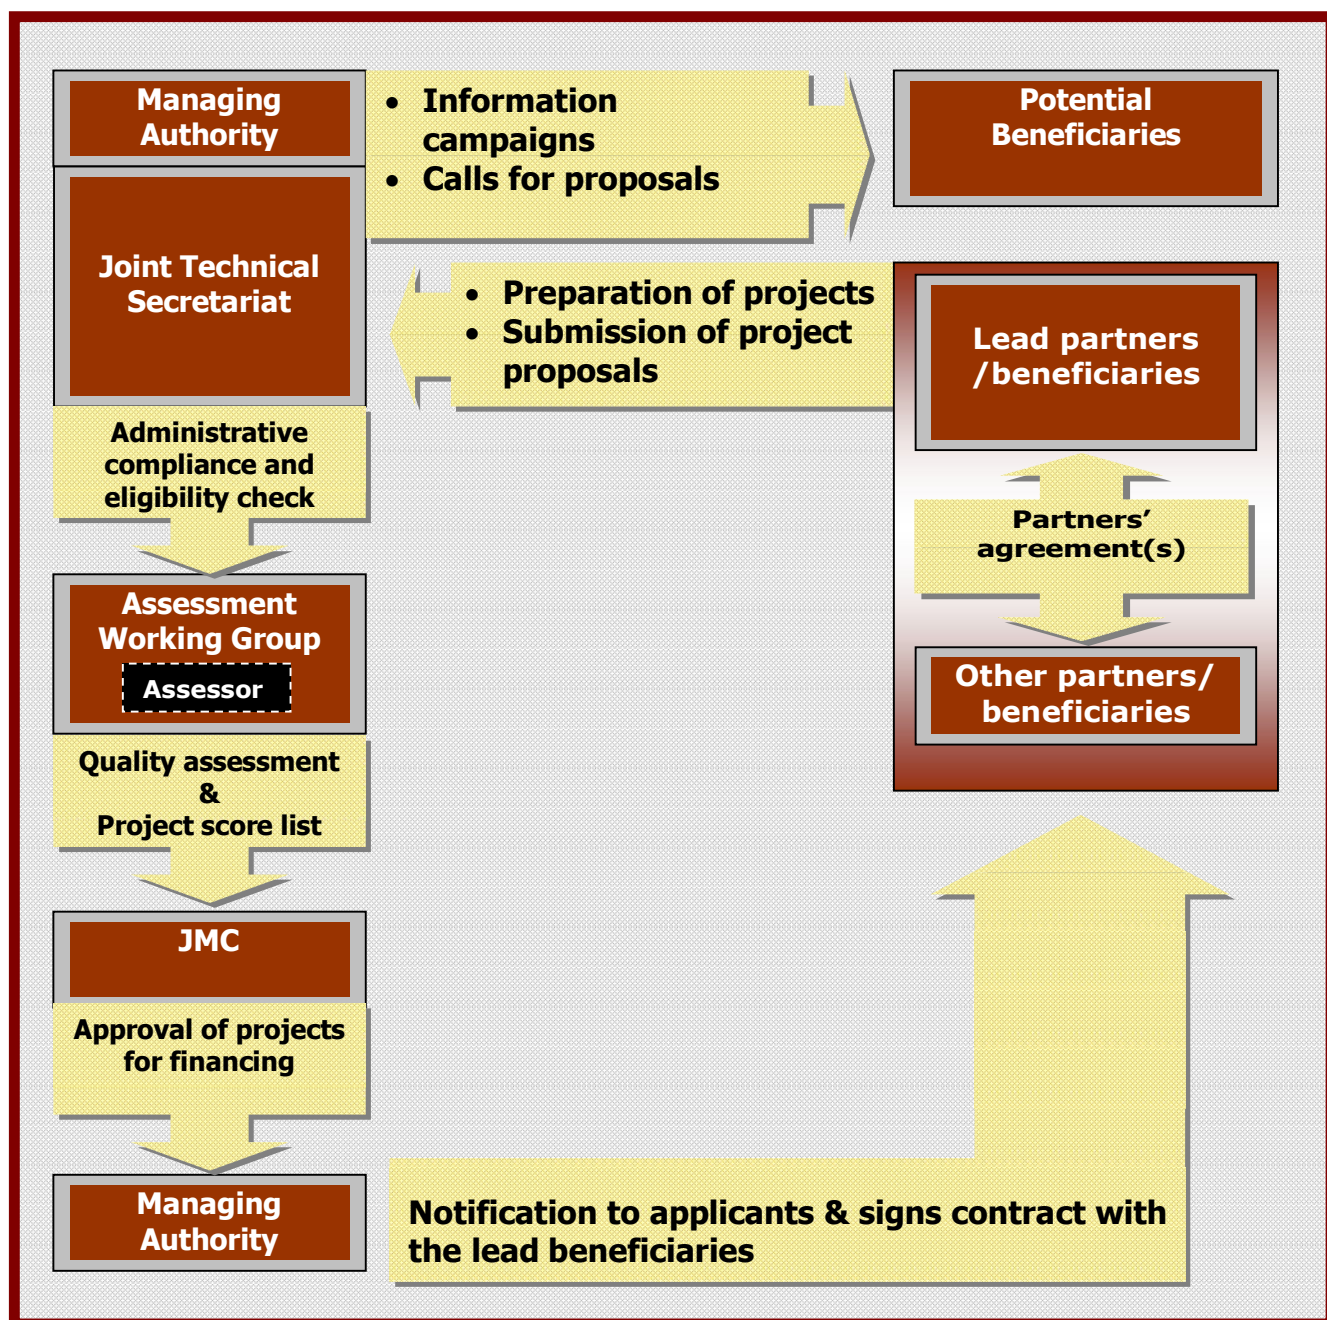 Managing
Authority
• Information
campaigns
• Calls for proposals
Potential
Beneficiaries
Joint Technical
Secretariat
• Preparation of projects
• Submission of project
proposals
Lead partners
/beneficiaries
Administrative
compliance and
eligibility check
Partners’
agreement(s)
Assessment
Working Group
Assessor
Other partners/
beneficiaries
Quality assessment
&
Project score list
JMC
Approval of projects
for financing
Managing
Authority
Notification to applicants & signs contract with
the lead beneficiaries